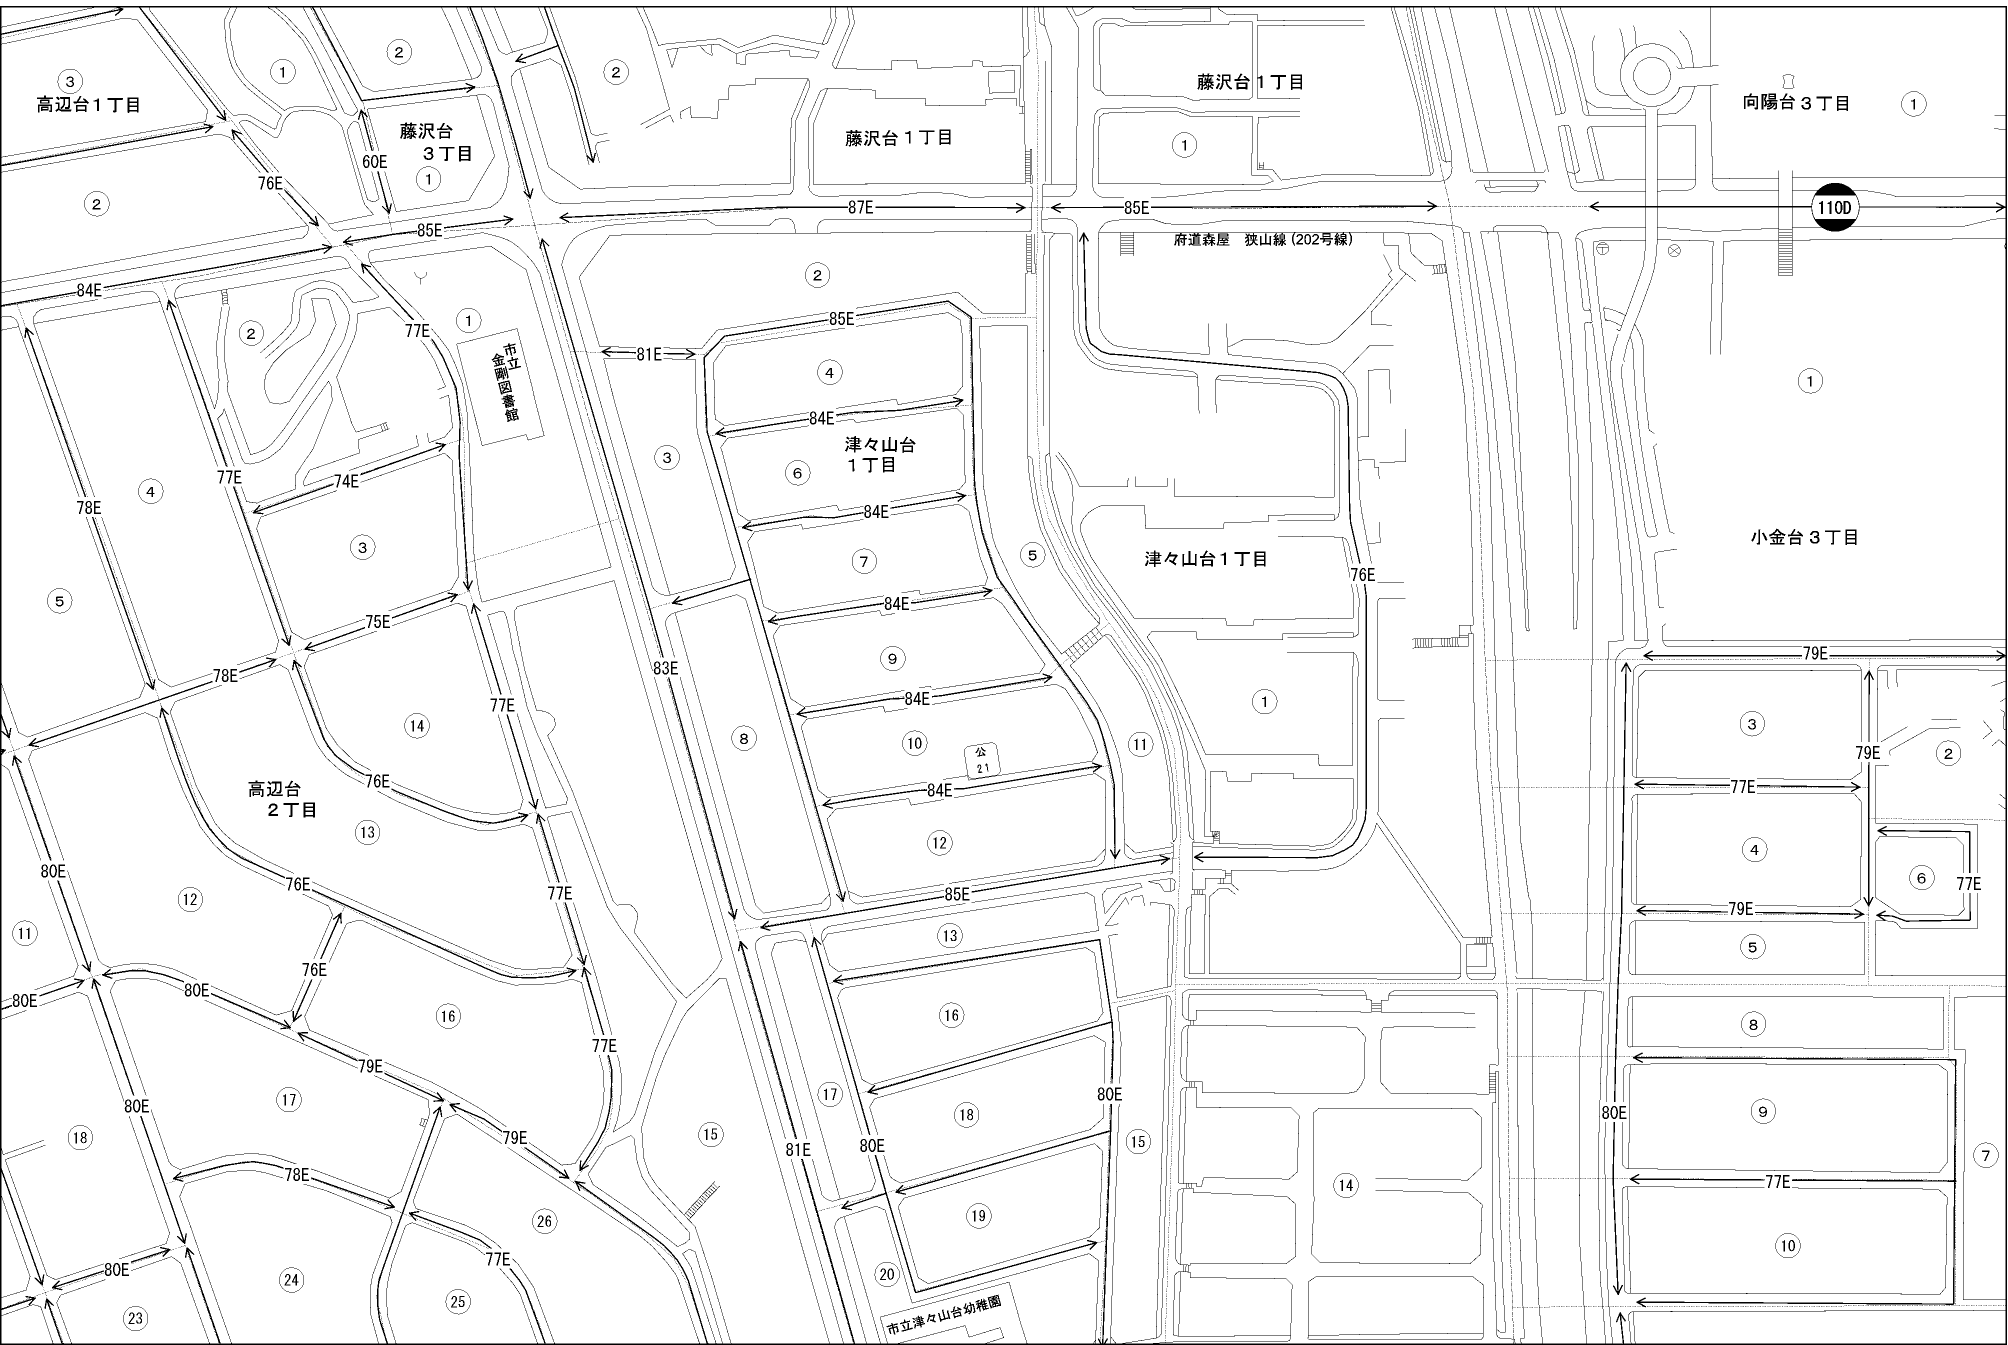 ②
①
②
③
高辺台１丁目
藤沢台
３丁目
①
60E
76E
②
藤沢台１丁目
藤沢台１丁目
①
向陽台３丁目
①
87E
85E
110D
85E
府道森屋　狭山線（202号線）
84E
②
①
77E
②
85E
81E
④
市立
金剛図書館
84E
津々山台
１丁目
③
⑥
①
77E
74E
78E
④
84E
③
⑦
⑤
津々山台１丁目
76E
小金台３丁目
⑤
75E
84E
⑨
83E
78E
77E
84E
79E
①
⑭
⑧
⑩
公
21
⑪
③
79E
②
76E
高辺台
２丁目
⑬
84E
77E
⑫
④
80E
76E
77E
⑫
85E
⑥
77E
⑪
79E
⑬
⑤
76E
80E
80E
⑯
⑯
⑧
77E
79E
⑰
80E
⑰
80E
80E
⑨
⑱
79E
⑮
81E
⑱
80E
⑮
⑦
78E
⑭
77E
26
⑲
⑩
77E
80E
24
⑳
23
25
市立津々山台幼稚園